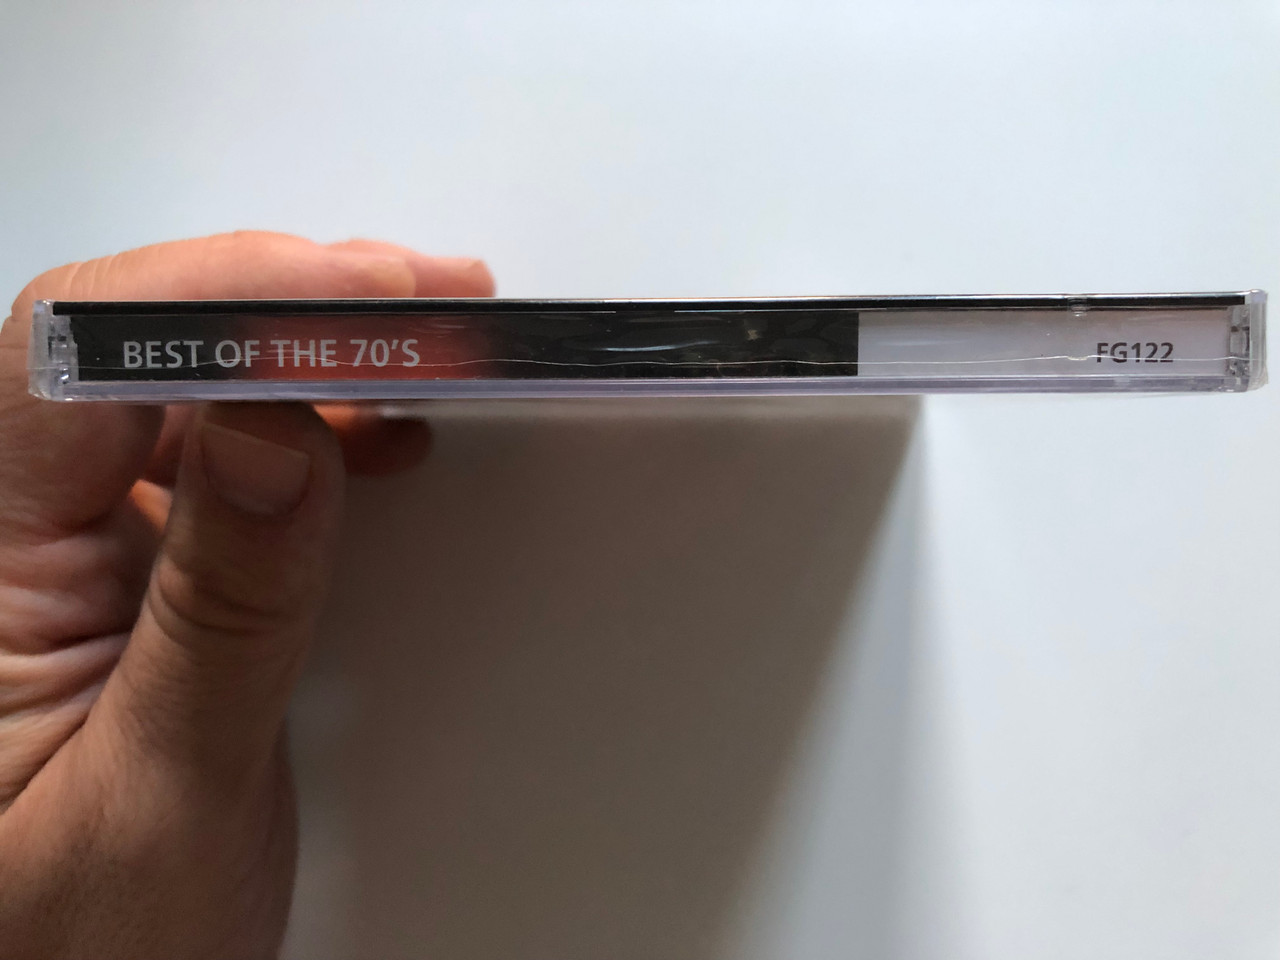 BEST OF THE 70'S
FG122